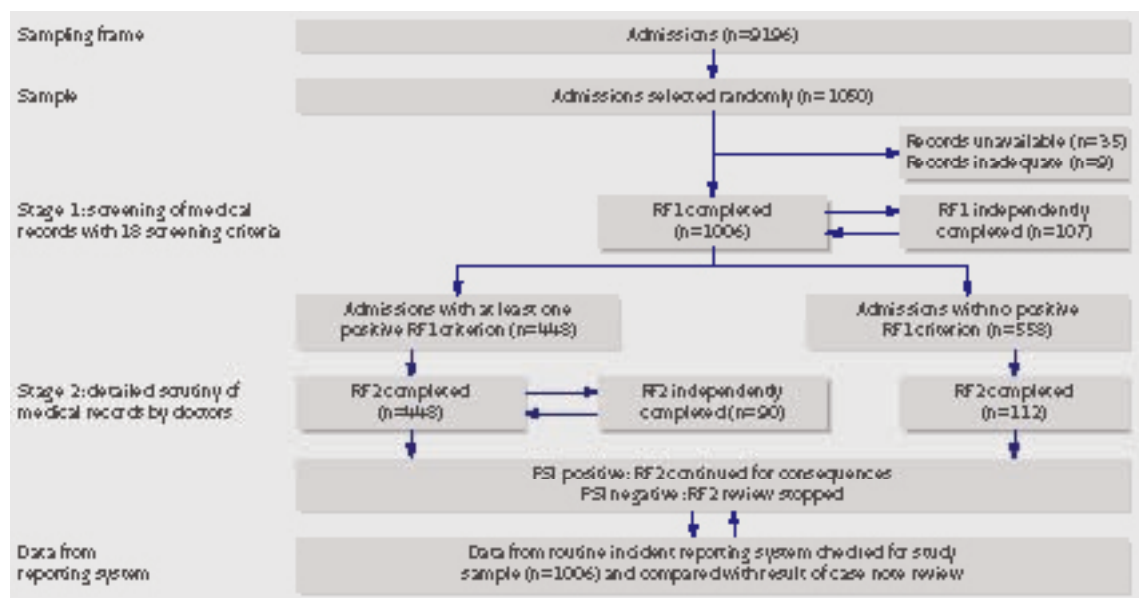 Sampling frame
Admissions (n=9196)
Sample
Admissions selected randomly (n=1050)
Records unavailable (n=35)
Records inadequate (n=9)
Stage 1: screening of medical
records with 18 screening criteria
RF1 completed
(n=1006)
RF1 independently
completed (n=107)
Admissions with at least one
positive RF1 criterion (n=448)
Admissions with no positive
RF1 criterion (n=558)
Stage 2: detailed scrutiny of
medical records by doctors
RF2 completed
(n=448)
RF2 independently
completed (n=90)
RF2 completed
(n=112)
PSI positive: RF2 continued for consequences
PSI negative: RF2 review stopped
Data from
reporting system
Data from routine incident reporting system checked for study
sample (n=1006) and compared with result of case note review